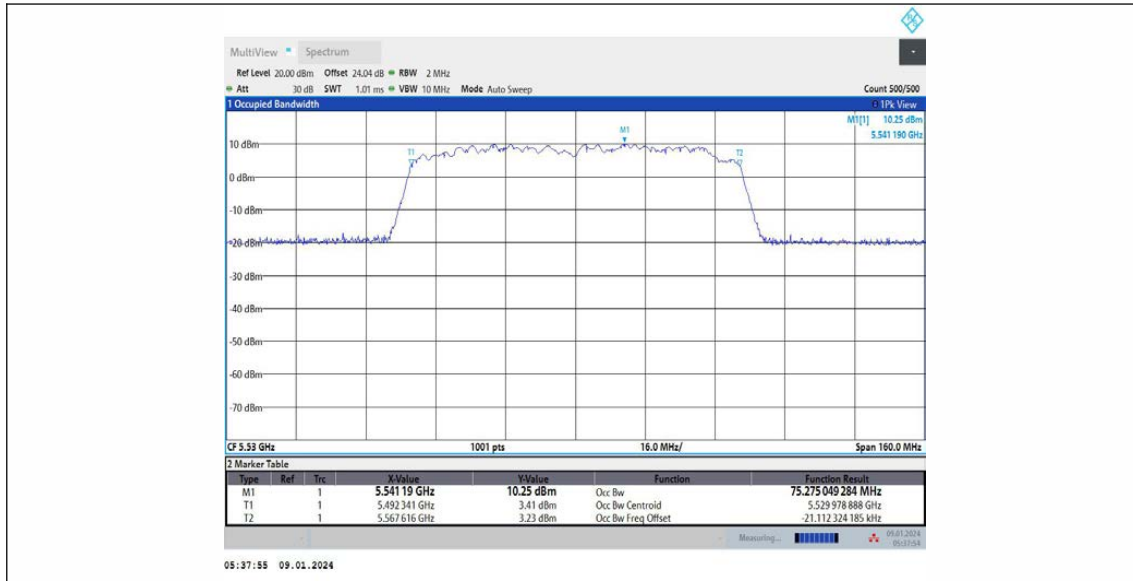 MultiView Spectrum
Ref Level 20.00 dBm Offset 24.04 dB RBW 2 MHz
Att 30 dB SWT 1.01 ms VBW 10 MHz Mode Auto Sweep Count 500/500
1 Occupied Bandwidth 1Pk View
M1[1] 10.25 dBm
5.541 190 GHz
M1
10 dBm
T1 T2
0 dBm
-10 dBm
-20 dBm
-30 dBm
-40 dBm
-50 dBm
-60 dBm
-70 dBm
CF 5.53 GHz 1001 pts 16.0 MHz/ Span 160.0 MHz
2 Marker Table
Type Ref Trc X-Value Y-Value Function Function Result
M1 1 5.541 19 GHz 10.25 dBm Occ Bw 75.275 049 284 MHz
T1 1 5.492 341 GHz 3.41 dBm Occ Bw Centroid 5.529 978 888 GHz
T2 1 5.567 616 GHz 3.23 dBm Occ Bw Freq Offset -21.112 324 185 kHz
Measuring... 09.01.2024
05:37:54
05:37:55 09.01.2024